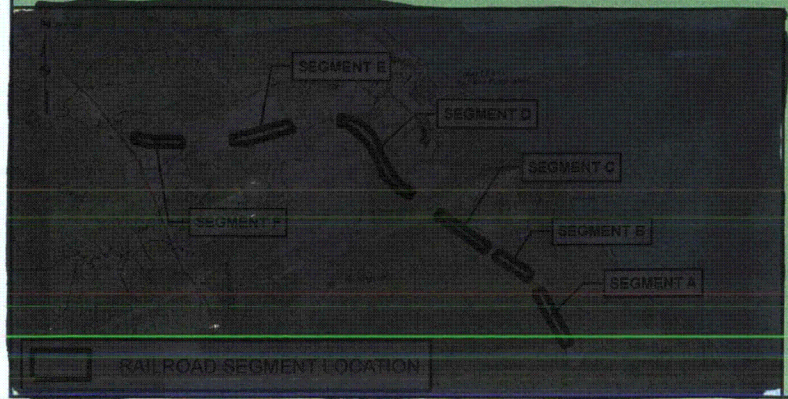 SEGMENT E
SEGMENT D
SEGMENT C
SEGMENT F
SEGMENT B
SEGMENT A
RAILROAD SEGMENT LOCATION